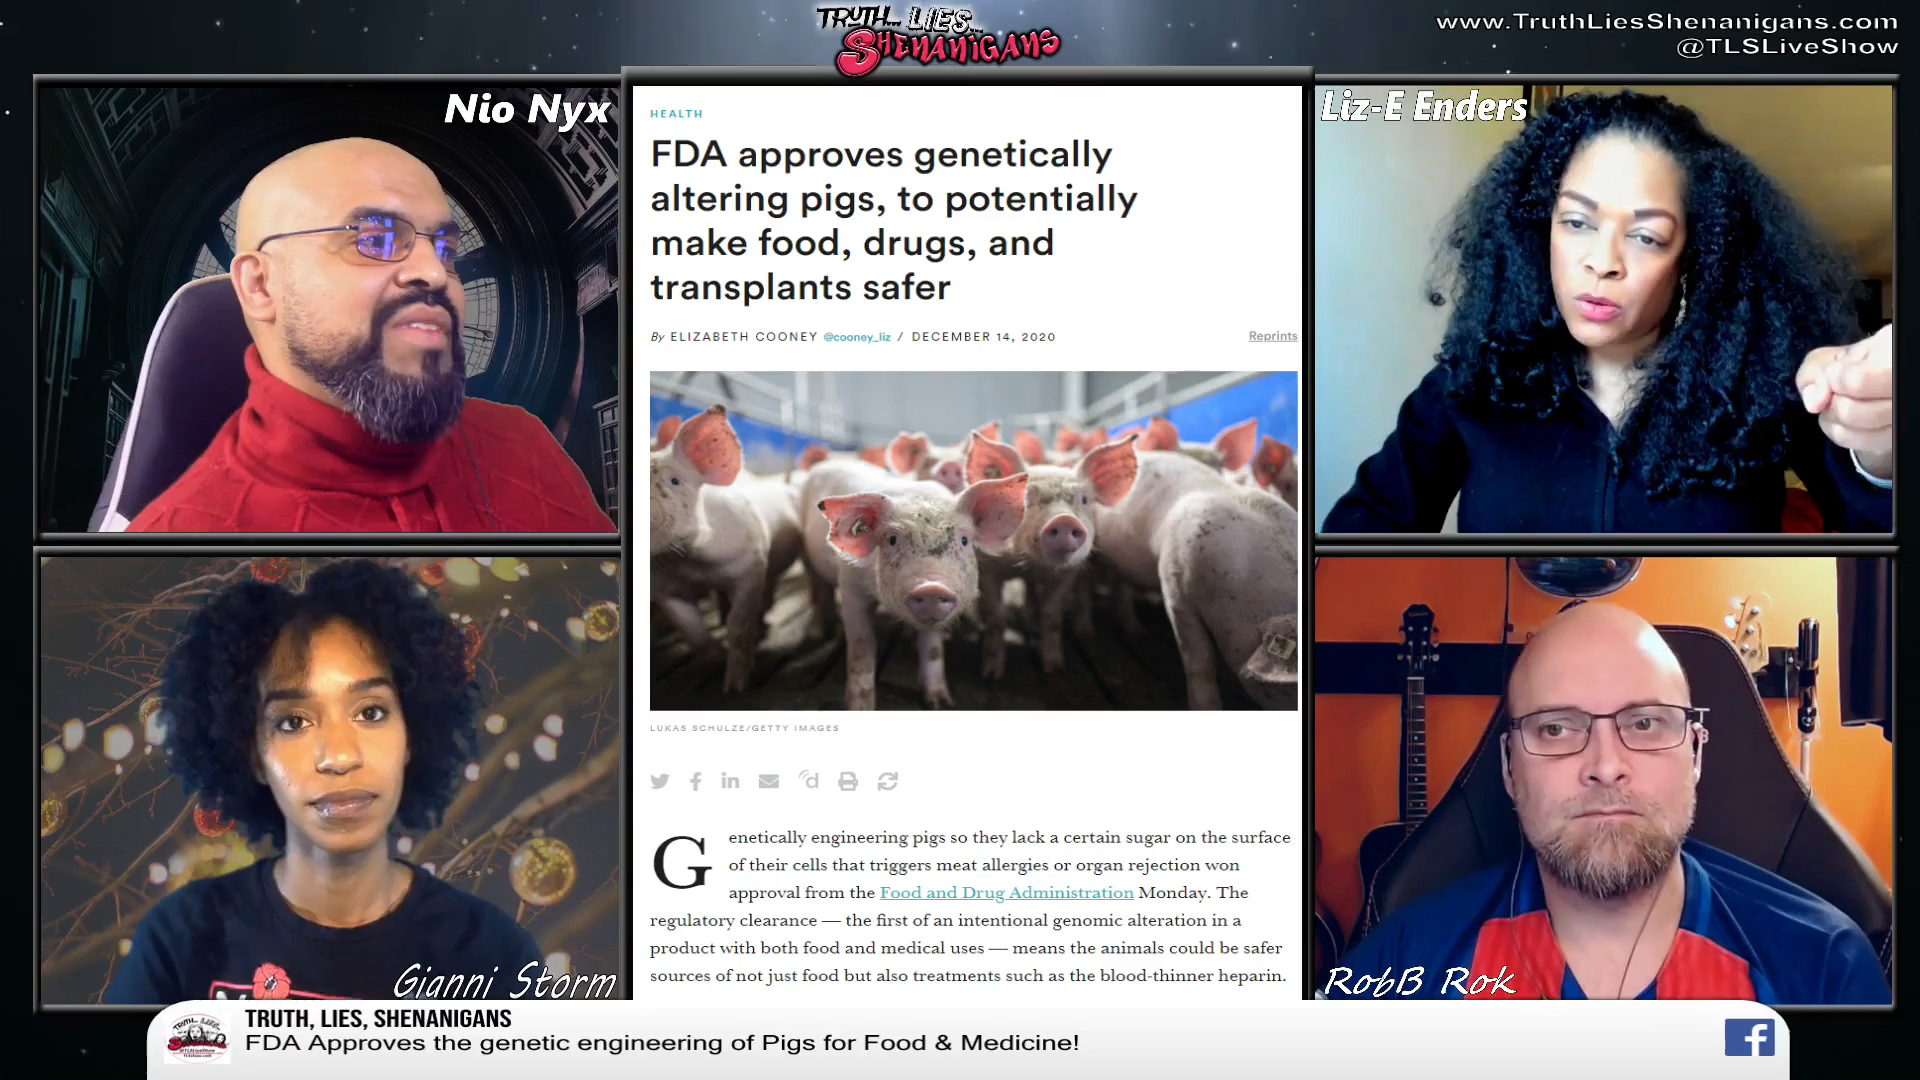 TRUTH... LIES...
SHENANIGANS
www.TruthLiesShenanigans.com
@TLSLiveShow
Nio Nyx
Liz-E Enders
HEALTH
FDA approves genetically
altering pigs, to potentially
make food, drugs, and
transplants safer
By ELIZABETH COONEY @cooney_liz / DECEMBER 14, 2020
Reprints
LUKAS SCHULZE/GETTY IMAGES
Genetically engineering pigs so they lack a certain sugar on the surface
of their cells that triggers meat allergies or organ rejection won
approval from the Food and Drug Administration Monday. The
regulatory clearance — the first of an intentional genomic alteration in a
product with both food and medical uses — means the animals could be safer
sources of not just food but also treatments such as the blood-thinner heparin.
Gianni Storm
RobB Rok
TRUTH, LIES, SHENANIGANS
FDA Approves the genetic engineering of Pigs for Food & Medicine!